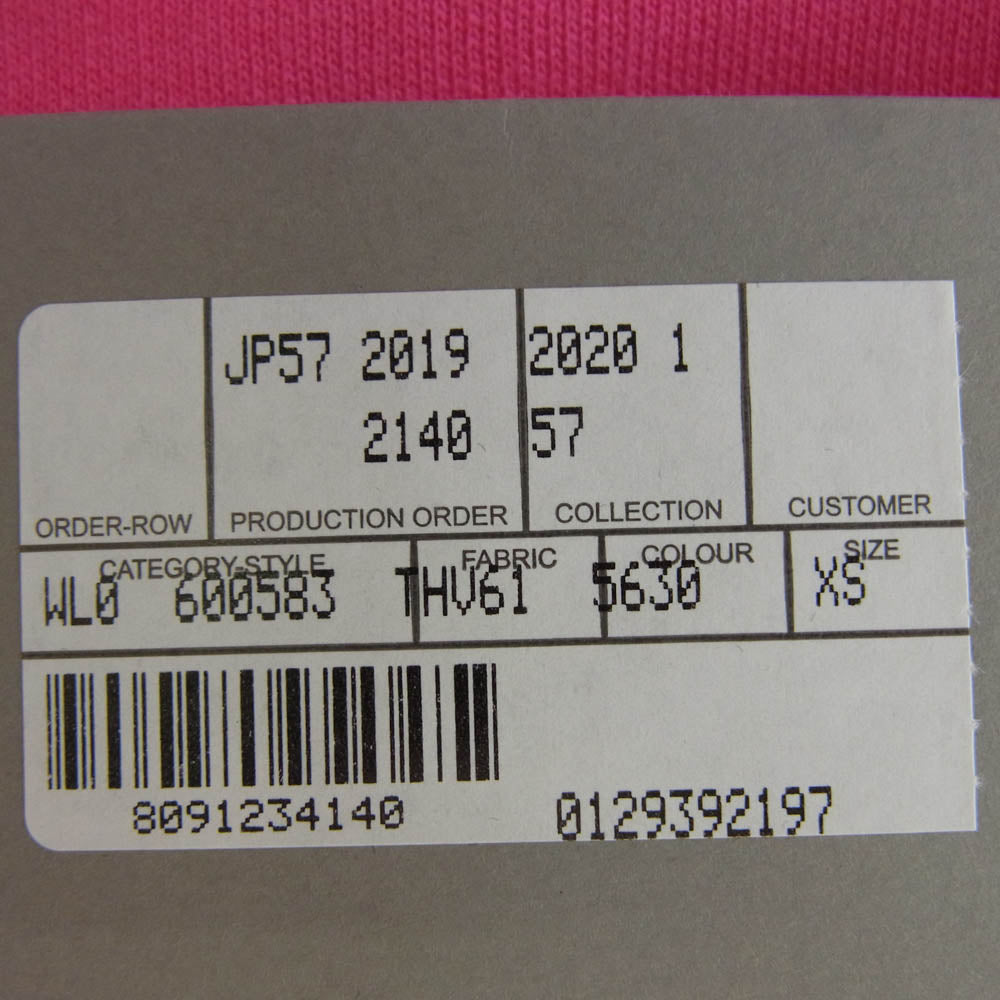 JP57 2019 2020 1
2140 57
ORDER-ROW PRODUCTION ORDER COLLECTION CUSTOMER
CATEGORY-STYLE FABRIC COLOUR SIZE
WL0 600583 THV61 5630 XS
8091234140 0129392197